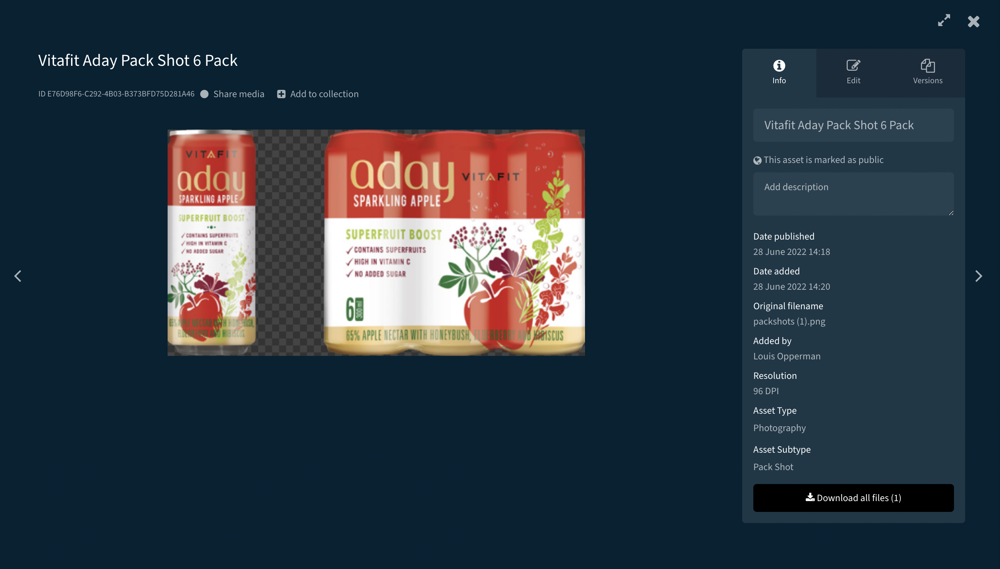 Vitafit Aday Pack Shot 6 Pack
ID E76D98F6-C292-4B03-B373BFD75D281A46 Share media Add to collection
VITAFIT
aday
SPARKLING APPLE
SUPERFRUIT BOOST
CONTAINS SUPERFRUITS
HIGH IN VITAMIN C
NO ADDED SUGAR
65% APPLE NECTAR WITH HONEYBUSH,
ELDERBERRY AND HIBISCUS
aday VITAFIT
SPARKLING APPLE
SUPERFRUIT BOOST
CONTAINS SUPERFRUITS
HIGH IN VITAMIN C
NO ADDED SUGAR
6 300ml
65% APPLE NECTAR WITH HONEYBUSH, ELDERBERRY AND HIBISCUS
Info Edit Versions
Vitafit Aday Pack Shot 6 Pack
This asset is marked as public
Add description
Date published
28 June 2022 14:18
Date added
28 June 2022 14:20
Original filename
packshots (1).png
Added by
Louis Opperman
Resolution
96 DPI
Asset Type
Photography
Asset Subtype
Pack Shot
Download all files (1)